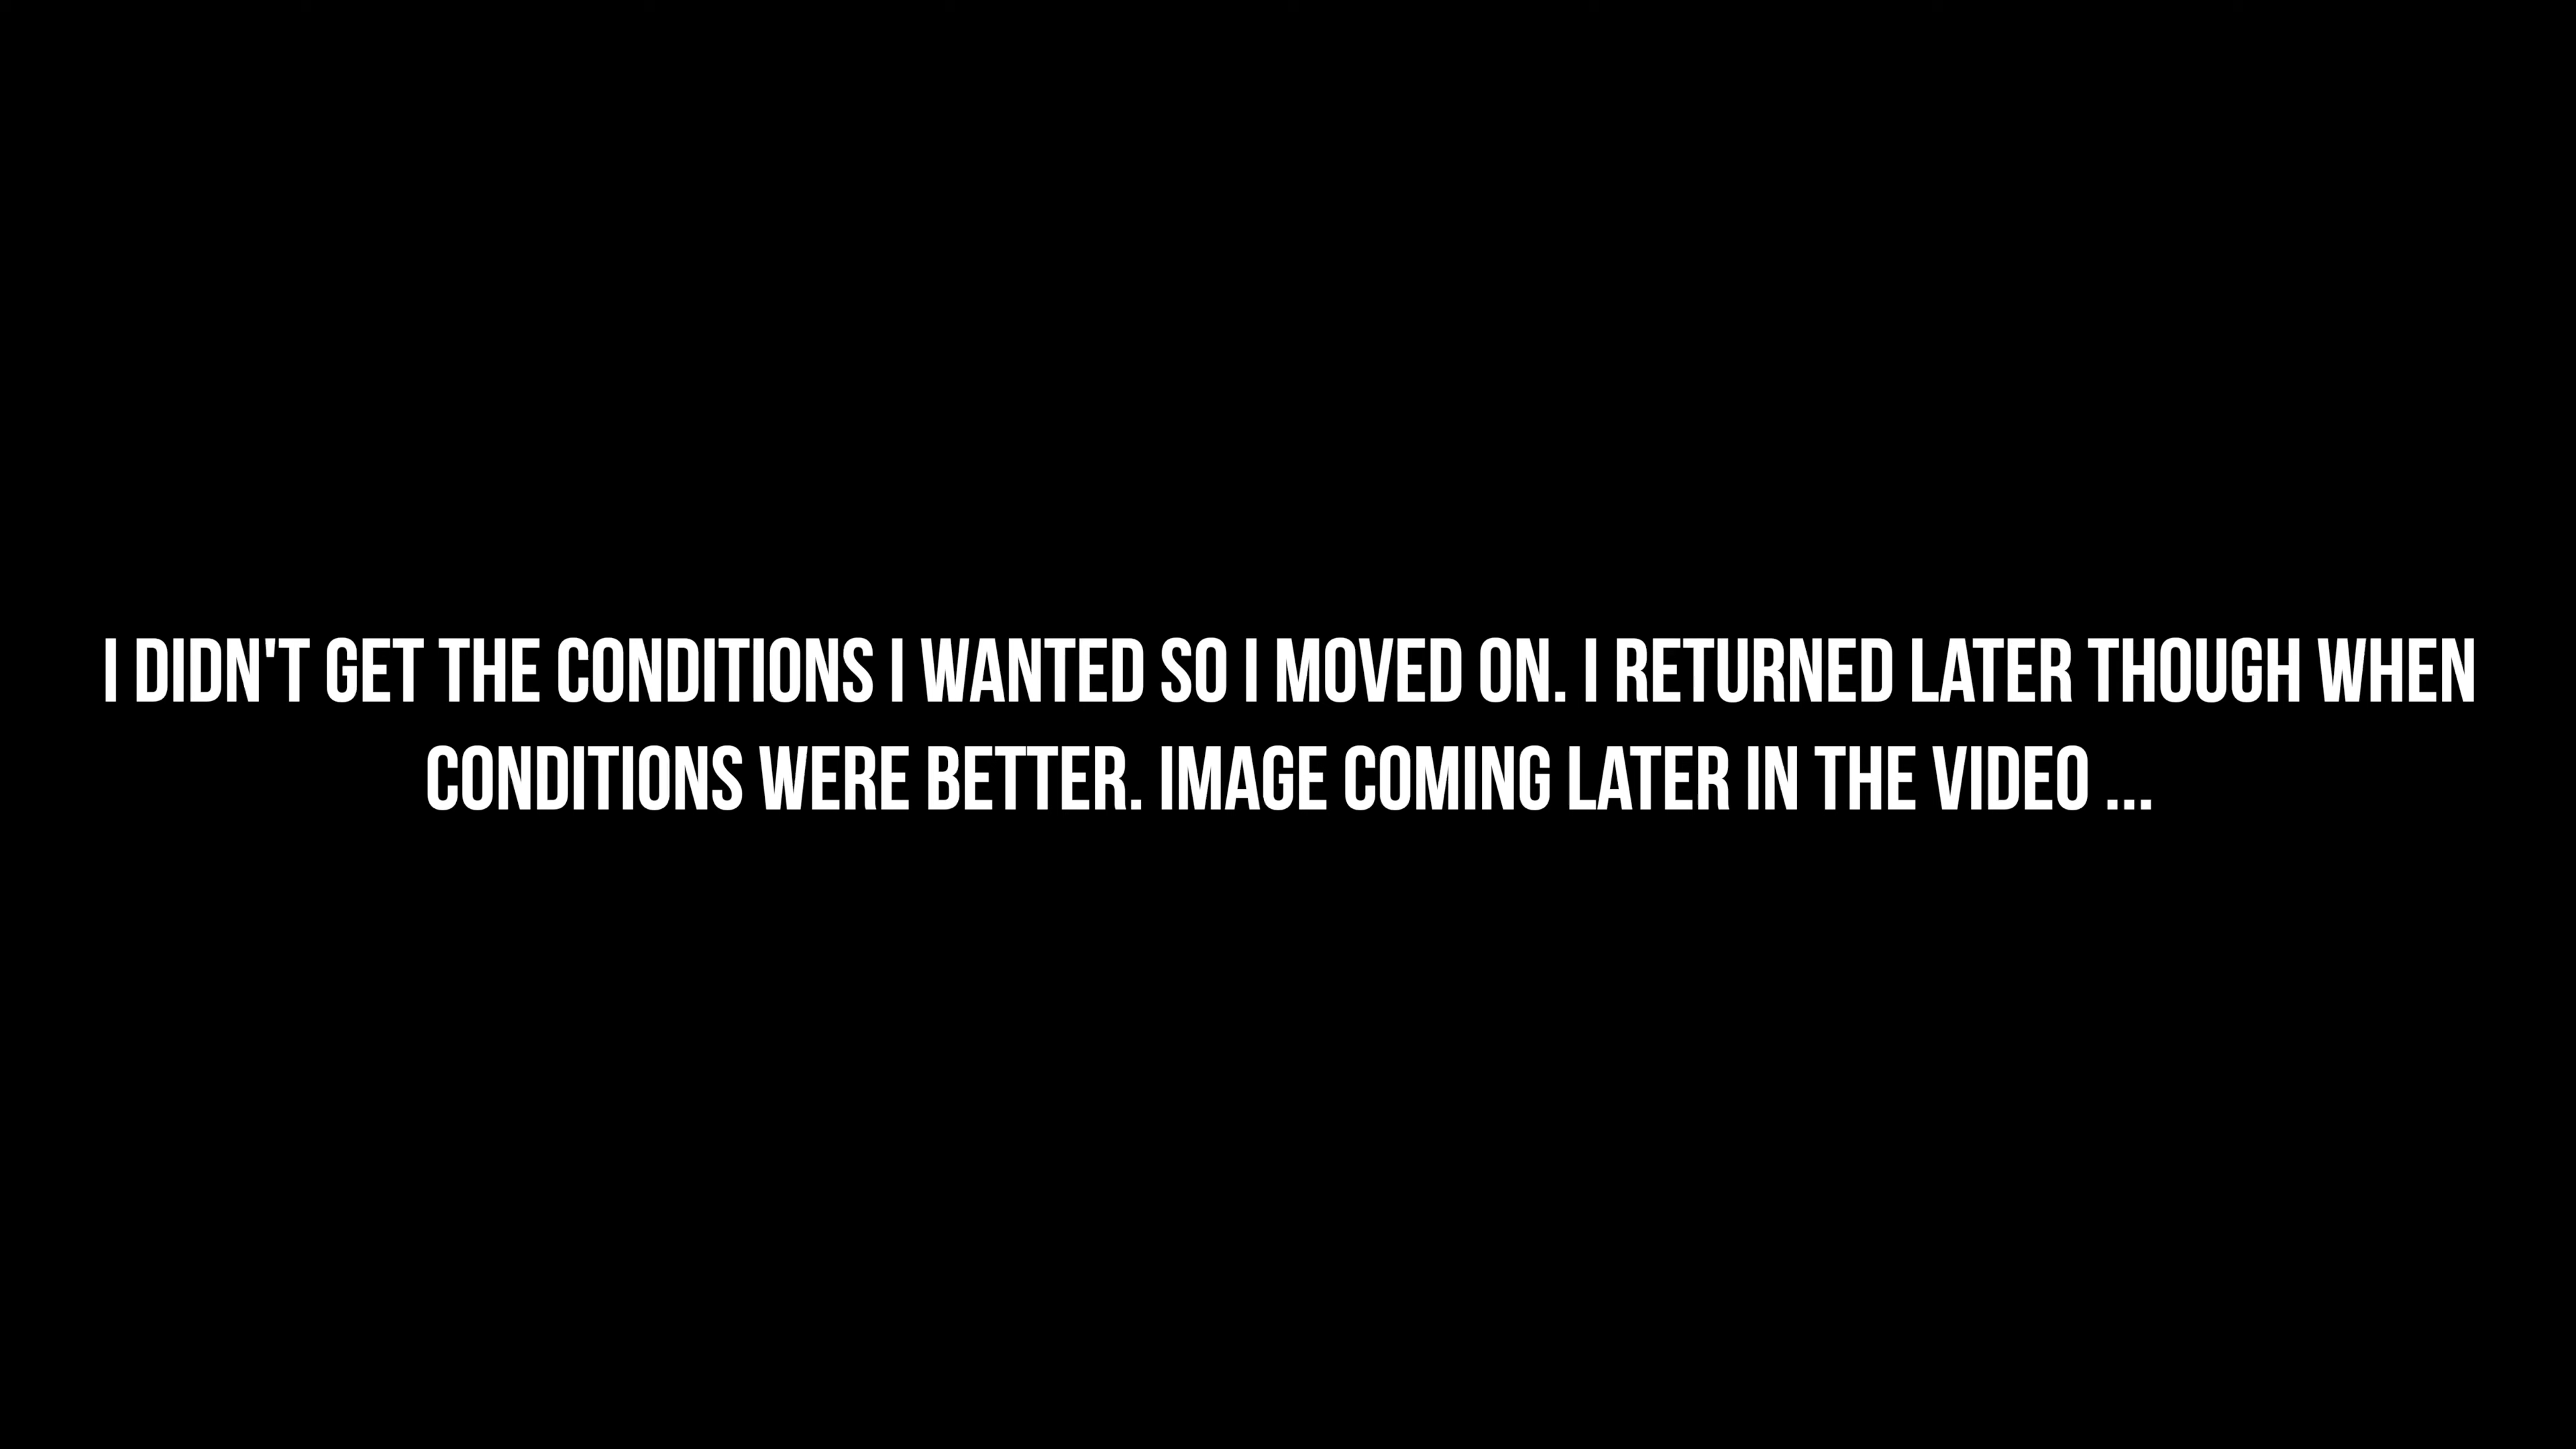 I DIDN'T GET THE CONDITIONS I WANTED SO I MOVED ON. I RETURNED LATER THOUGH WHEN
CONDITIONS WERE BETTER. IMAGE COMING LATER IN THE VIDEO ...